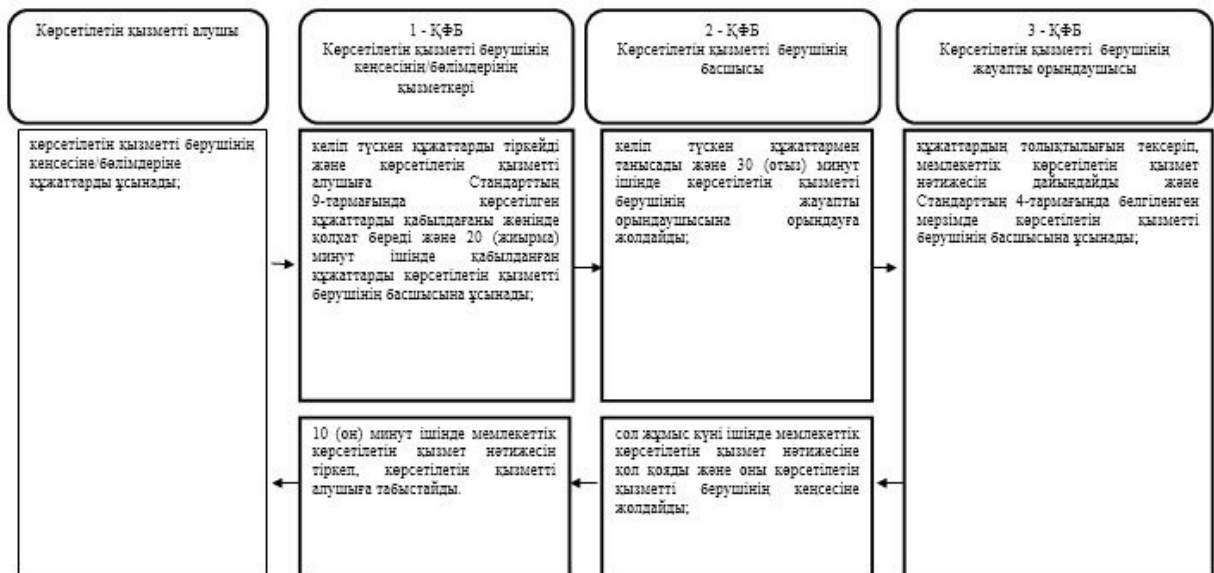 Көрсетілетін қызметті алушы
1 - ҚФБ
Көрсетілетін қызметті берушінің
кеңсесінің/бөлімдерінің
қызметкері
2 - ҚФБ
Көрсетілетін қызметті берушінің
басшысы
3 - ҚФБ
Көрсетілетін қызметті берушінің
жауапты орындаушысы
көрсетілетін қызметті берушінің
кеңсесіне/бөлімдеріне
құжаттарды ұсынады;
келіп түскен құжаттарды тіркейді
және көрсетілетін қызметті
алушыға Стандарттың
9-тармағында көрсетілген
құжаттарды қабылдағаны жөнінде
қолхат береді және 20 (жиырма)
минут ішінде қабылданған
құжаттарды көрсетілетін қызметті
берушінің басшысына ұсынады;
келіп түскен құжаттармен
танысады және 30 (отыз) минут
ішінде көрсетілетін қызметті
берушінің жауапты
орындаушысына орындауға
жолдайды;
құжаттардың толықтылығын тексеріп,
мемлекеттік көрсетілетін қызмет
нәтижесін дайындайды және
Стандарттың 4-тармағында белгіленген
мерзімде көрсетілетін қызметті
берушінің басшысына ұсынады;
10 (он) минут ішінде мемлекеттік
көрсетілетін қызмет нәтижесін
тіркеп, көрсетілетін қызметті
алушыға табыстайды.
сол жұмыс күні ішінде мемлекеттік
көрсетілетін қызмет нәтижесіне
қол қояды және оны көрсетілетін
қызметті берушінің кеңсесіне
жолдайды;